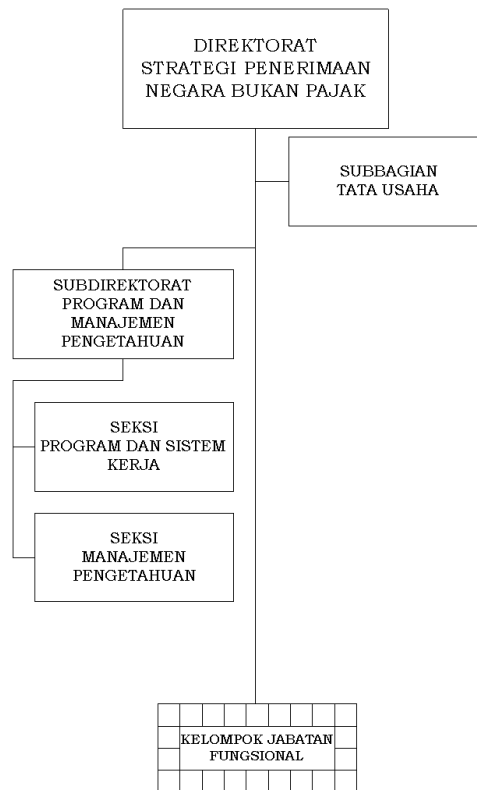 DIREKTORAT
STRATEGI PENERIMAAN
NEGARA BUKAN PAJAK
SUBBAGIAN
TATA USAHA
SUBDIREKTORAT
PROGRAM DAN
MANAJEMEN
PENGETAHUAN
SEKSI
PROGRAM DAN SISTEM
KERJA
SEKSI
MANAJEMEN
PENGETAHUAN
KELOMPOK JABATAN
FUNGSIONAL